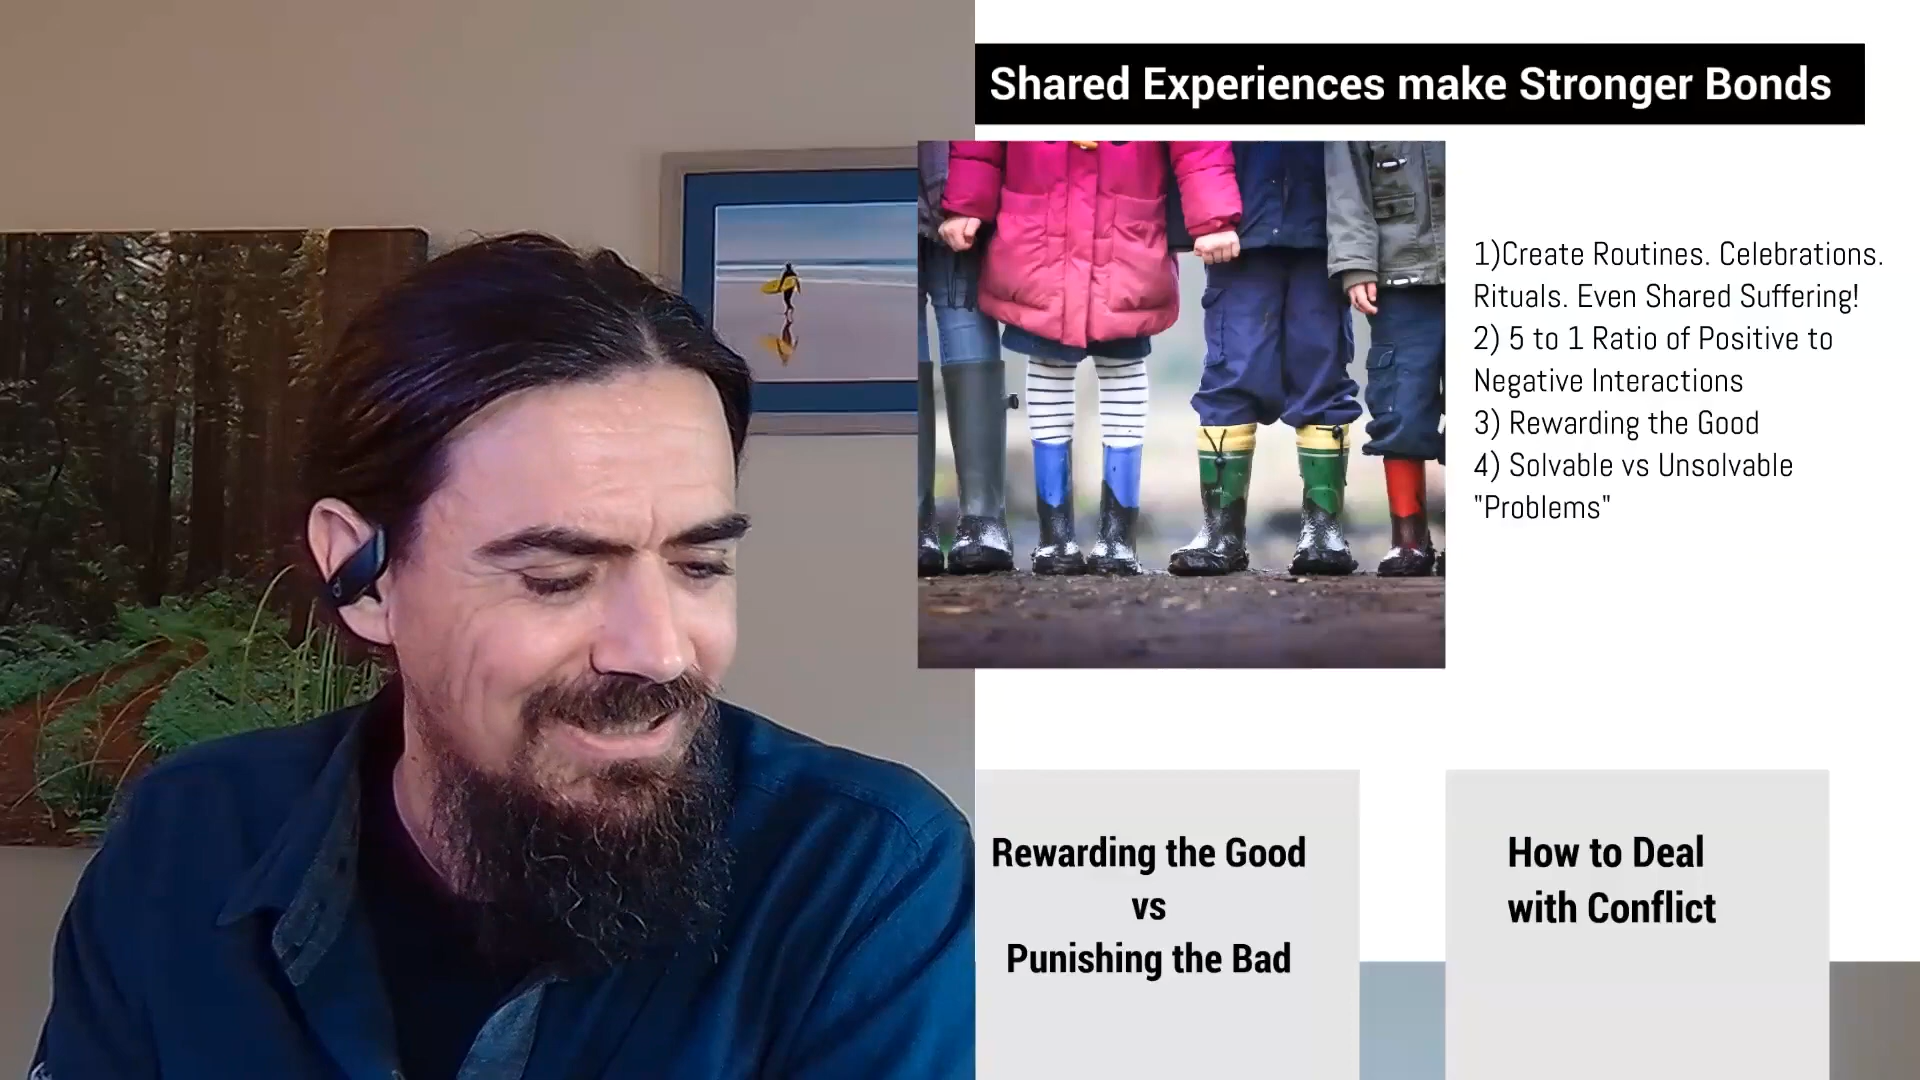 Shared Experiences make Stronger Bonds
1)Create Routines. Celebrations.
Rituals. Even Shared Suffering!
2) 5 to 1 Ratio of Positive to
Negative Interactions
3) Rewarding the Good
4) Solvable vs Unsolvable
"Problems"
Rewarding the Good
vs
Punishing the Bad
How to Deal
with Conflict